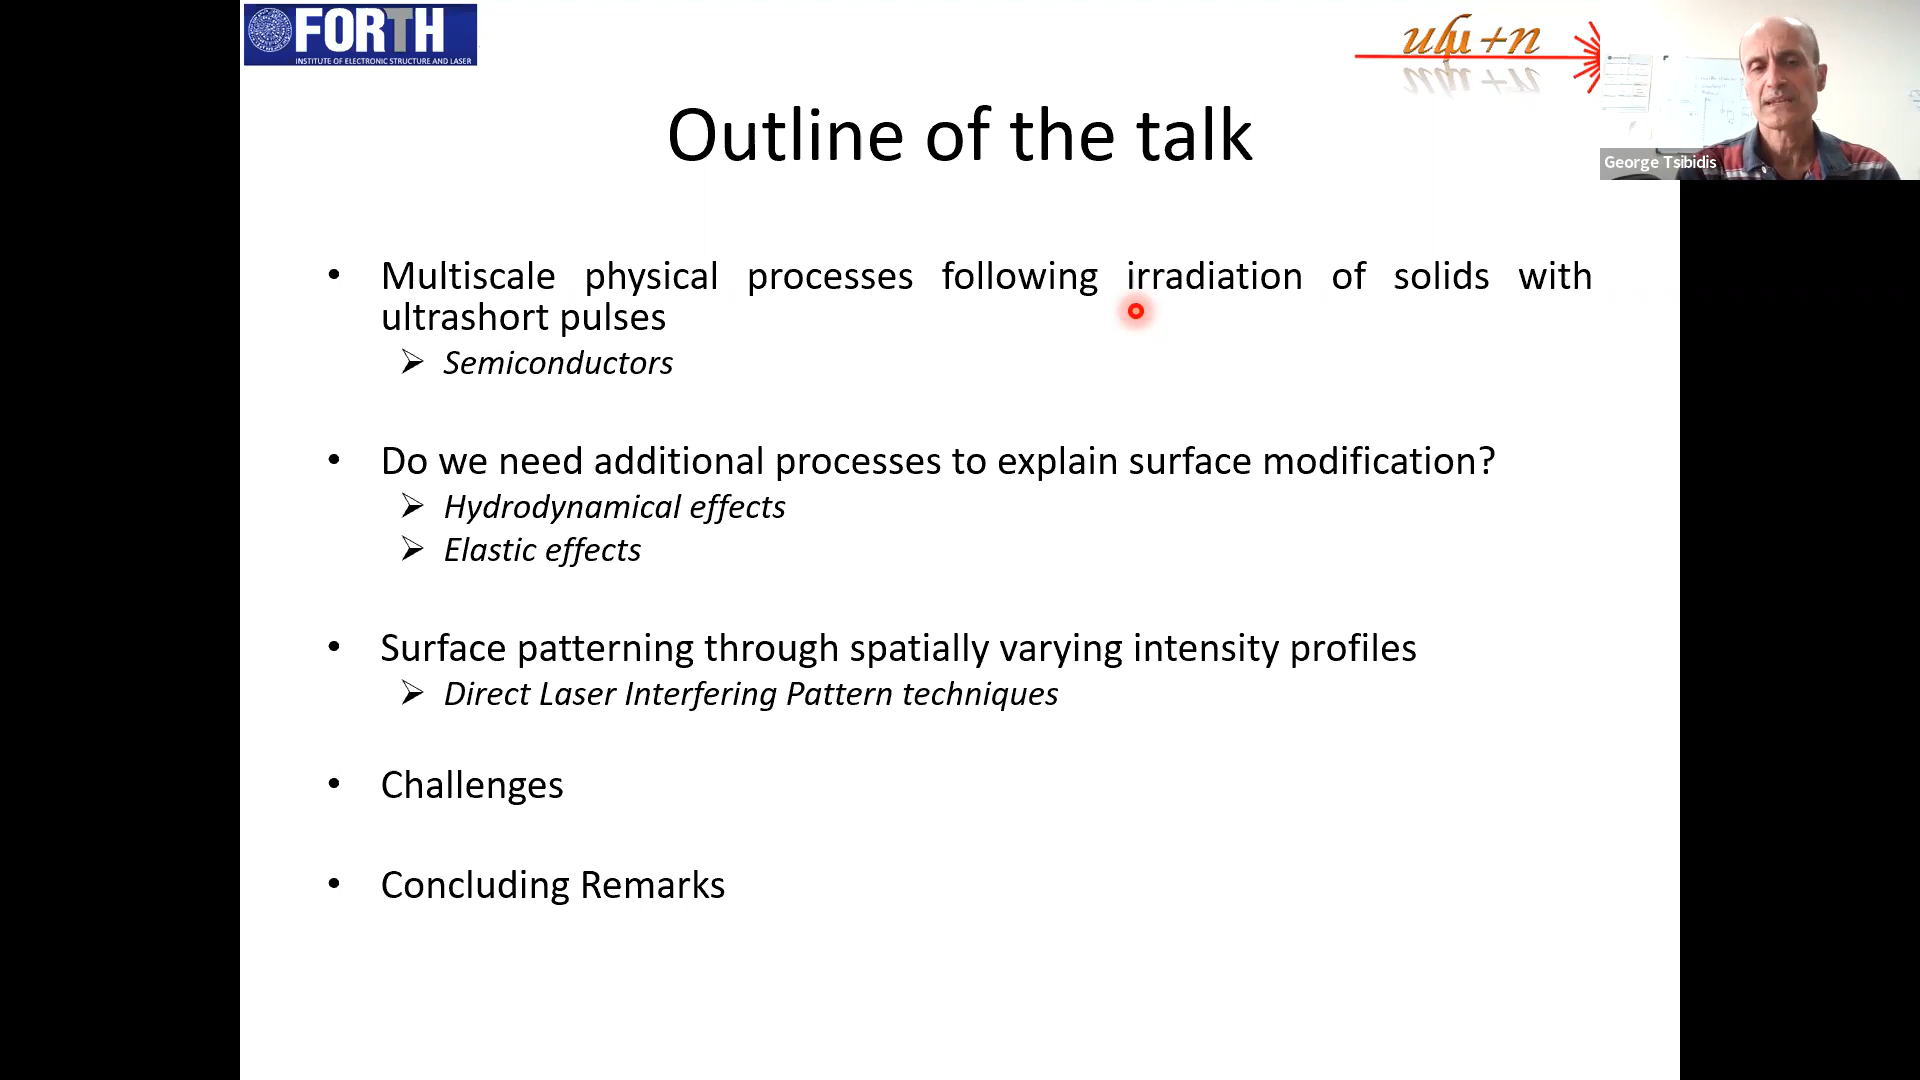 FORTH
INSTITUTE OF ELECTRONIC STRUCTURE AND LASER
George Tsibidis
Outline of the talk
• Multiscale physical processes following irradiation of solids with
ultrashort pulses
➢ Semiconductors
• Do we need additional processes to explain surface modification?
➢ Hydrodynamical effects
➢ Elastic effects
• Surface patterning through spatially varying intensity profiles
➢ Direct Laser Interfering Pattern techniques
• Challenges
• Concluding Remarks